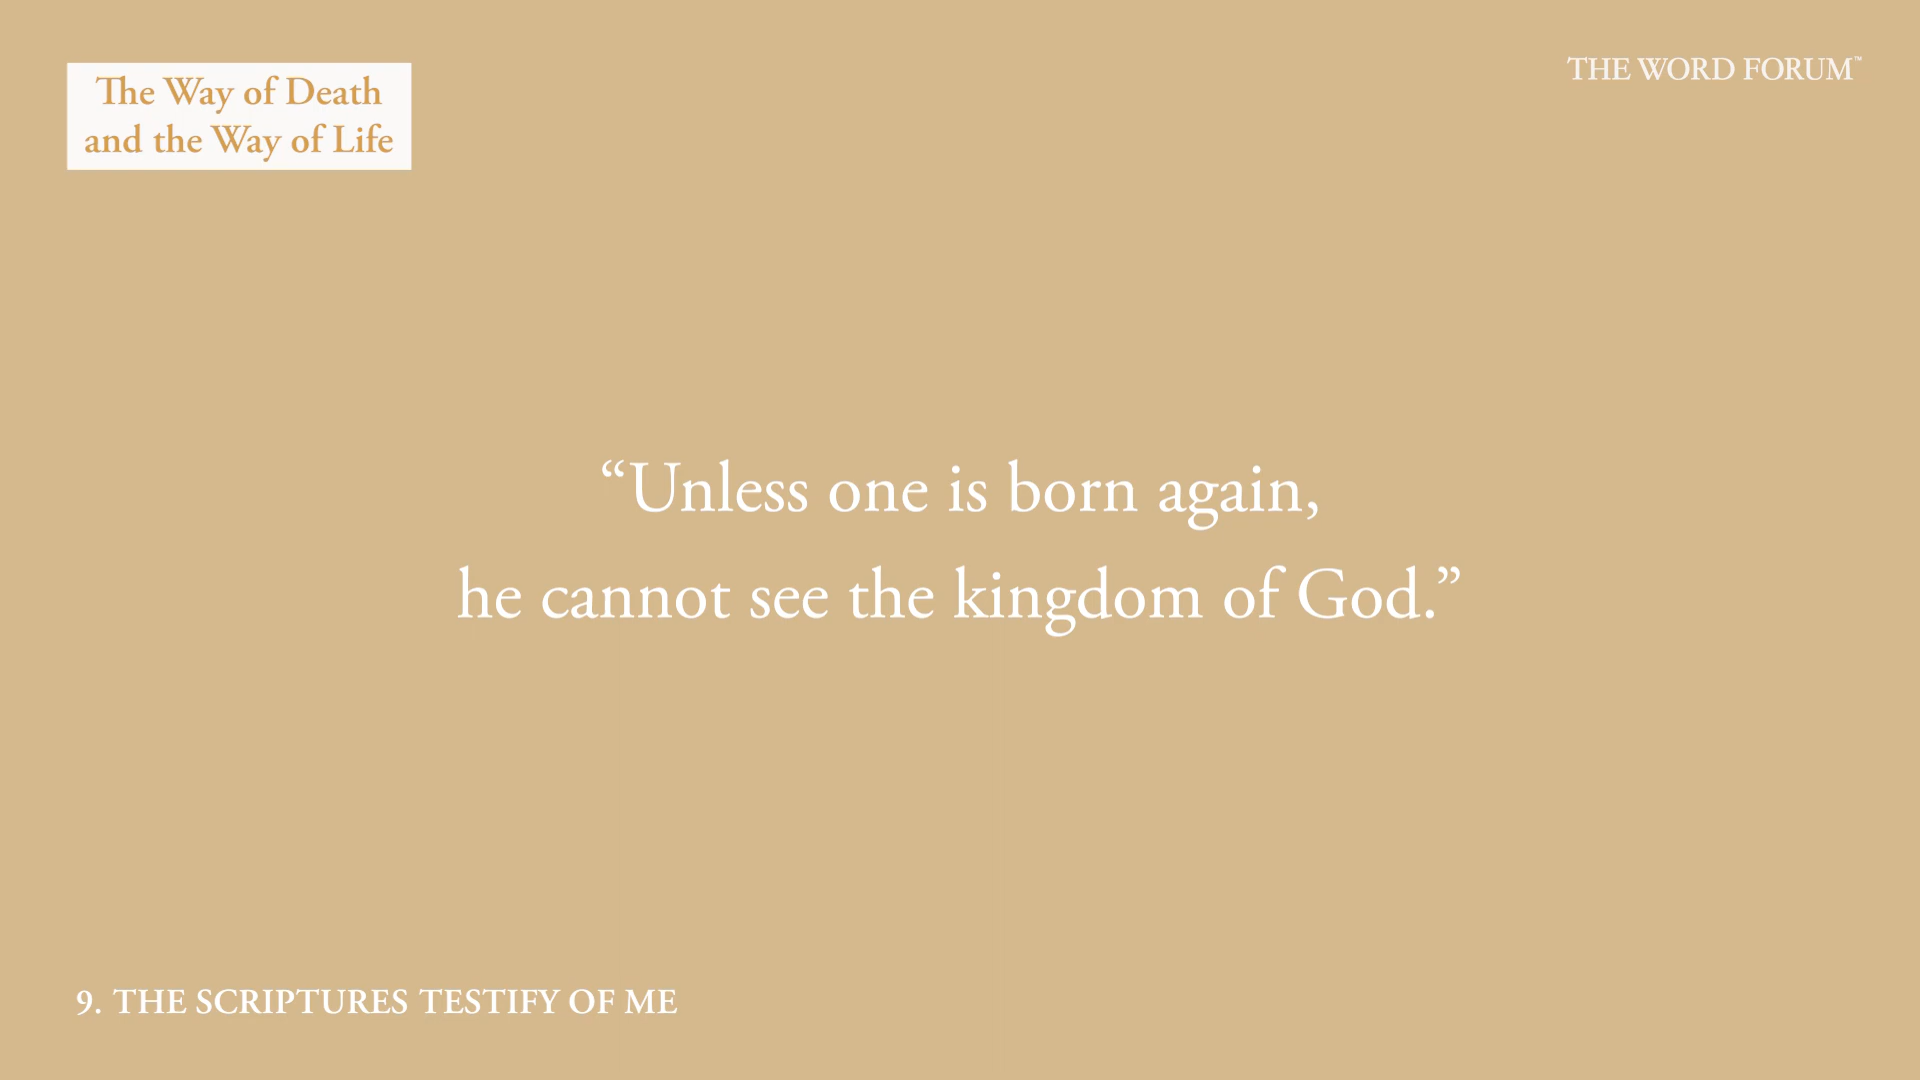 The Way of Death
and the Way of Life
THE WORD FORUM™
“Unless one is born again,
he cannot see the kingdom of God.”
9. THE SCRIPTURES TESTIFY OF ME